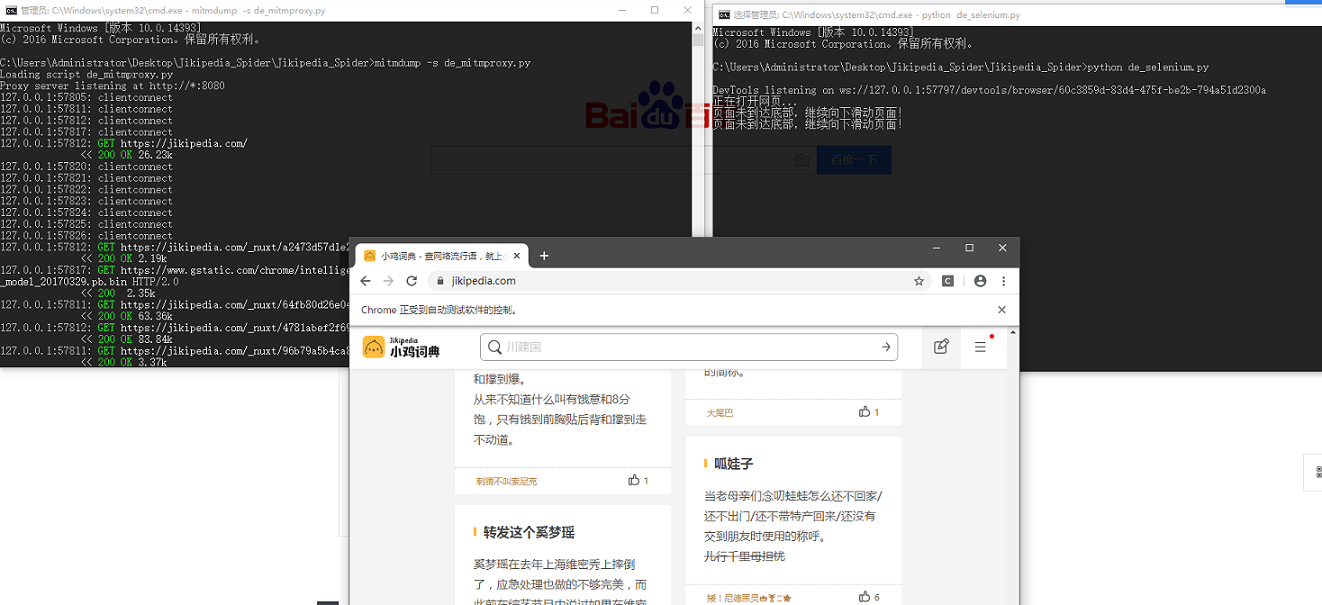 管理员: C:\Windows\system32\cmd.exe - mitmdump -s de_mitmproxy.py
Microsoft Windows [版本 10.0.14393]
(c) 2016 Microsoft Corporation。保留所有权利。
C:\Users\Administrator\Desktop\Jikipedia_Spider\Jikipedia_Spider>mitmdump -s de_mitmproxy.py
Loading script de_mitmproxy.py
Proxy server listening at http://*:8080
127.0.0.1:57805: clientconnect
127.0.0.1:57811: clientconnect
127.0.0.1:57812: clientconnect
127.0.0.1:57817: clientconnect
127.0.0.1:57812: GET https://jikipedia.com/
<< 200 OK 26.23k
127.0.0.1:57820: clientconnect
127.0.0.1:57821: clientconnect
127.0.0.1:57822: clientconnect
127.0.0.1:57823: clientconnect
127.0.0.1:57824: clientconnect
127.0.0.1:57825: clientconnect
127.0.0.1:57826: clientconnect
127.0.0.1:57812: GET https://jikipedia.com/_nuxt/a2473d57d1e2
<< 200 OK 2.19k
127.0.0.1:57817: GET https://www.gstatic.com/chrome/intellige
_model_20170329.pb.bin HTTP/2.0
<< 200  2.35k
127.0.0.1:57811: GET https://jikipedia.com/_nuxt/64fb80d26e04
<< 200 OK 63.36k
127.0.0.1:57812: GET https://jikipedia.com/_nuxt/4781abef2f69
<< 200 OK 83.84k
127.0.0.1:57811: GET https://jikipedia.com/_nuxt/96b79a5b4ca8
<< 200 OK 3.37k
Bai du 百
百度一下
选择管理员: C:\Windows\system32\cmd.exe - python de_selenium.py
Microsoft Windows [版本 10.0.14393]
(c) 2016 Microsoft Corporation。保留所有权利。
C:\Users\Administrator\Desktop\Jikipedia_Spider\Jikipedia_Spider>python de_selenium.py
DevTools listening on ws://127.0.0.1:57797/devtools/browser/60c3859d-83d4-475f-be2b-794a51d2300a
正在打开网页...
页面未到达底部，继续向下滑动页面!
页面未到达底部，继续向下滑动页面!
小鸡词典 - 查网络流行语，就上
jikipedia.com
Chrome 正受到自动测试软件的控制。
Jikipedia
小鸡词典
川建国
和撑到爆。
从来不知道什么叫有饿意和8分
饱，只有饿到前胸贴后背和撑到走
不动道。
刺猬不叫索尼克 1
转发这个奚梦瑶
奚梦瑶在去年上海维密秀上摔倒
了，应急处理也做的不够完美，而
此前在综艺节目中说过如果在维密
的简称。
大尾巴 1
呱娃子
当老母亲们念叨蛙蛙怎么还不回家/
还不出门/还不带特产回来/还没有
交到朋友时使用的称呼。
儿行千里母担忧
6